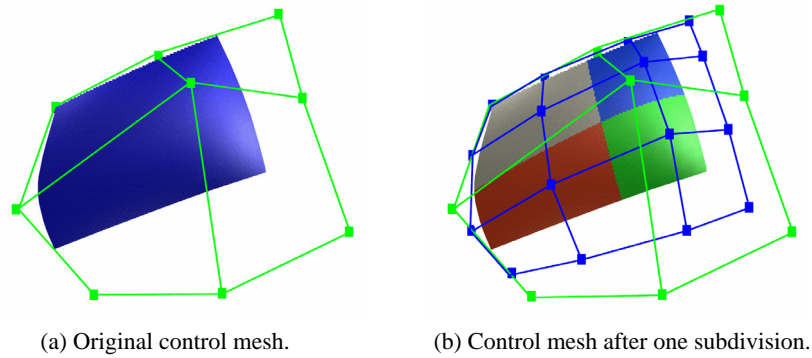 (a) Original control mesh.
(b) Control mesh after one subdivision.